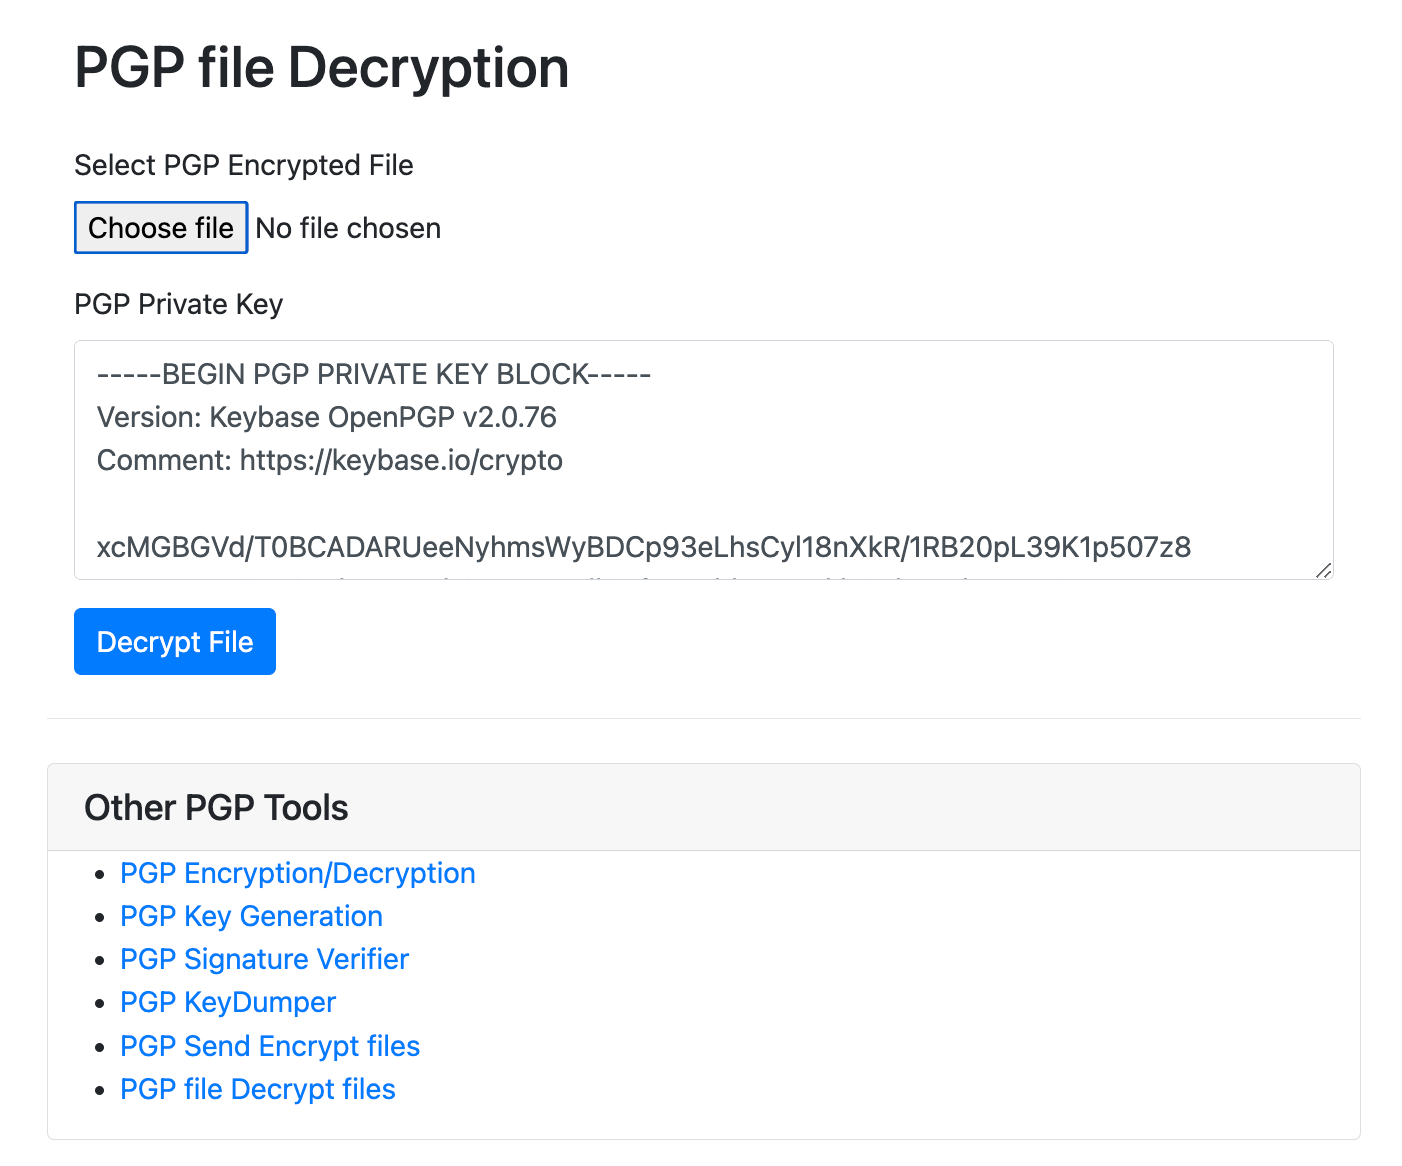 PGP file Decryption
Select PGP Encrypted File
Choose file No file chosen
PGP Private Key
-----BEGIN PGP PRIVATE KEY BLOCK-----
Version: Keybase OpenPGP v2.0.76
Comment: https://keybase.io/crypto
xcMGBGVd/T0BCADARUeeNyhmsWyBDCp93eLhsCyl18nXkR/1RB20pL39K1p507z8
Decrypt File
Other PGP Tools
PGP Encryption/Decryption
PGP Key Generation
PGP Signature Verifier
PGP KeyDumper
PGP Send Encrypt files
PGP file Decrypt files